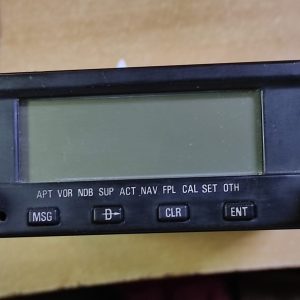 APT VOR NDB SUP ACT NAV FPL CAL SET OTH
MSG D CLR ENT